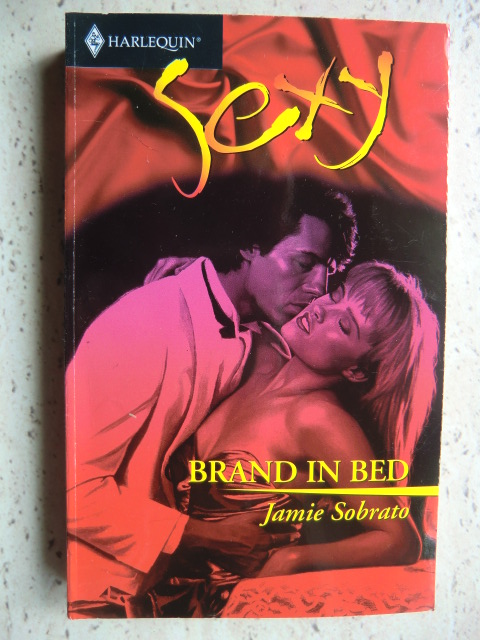 HARLEQUIN®
Sexy
BRAND IN BED
Jamie Sobrato